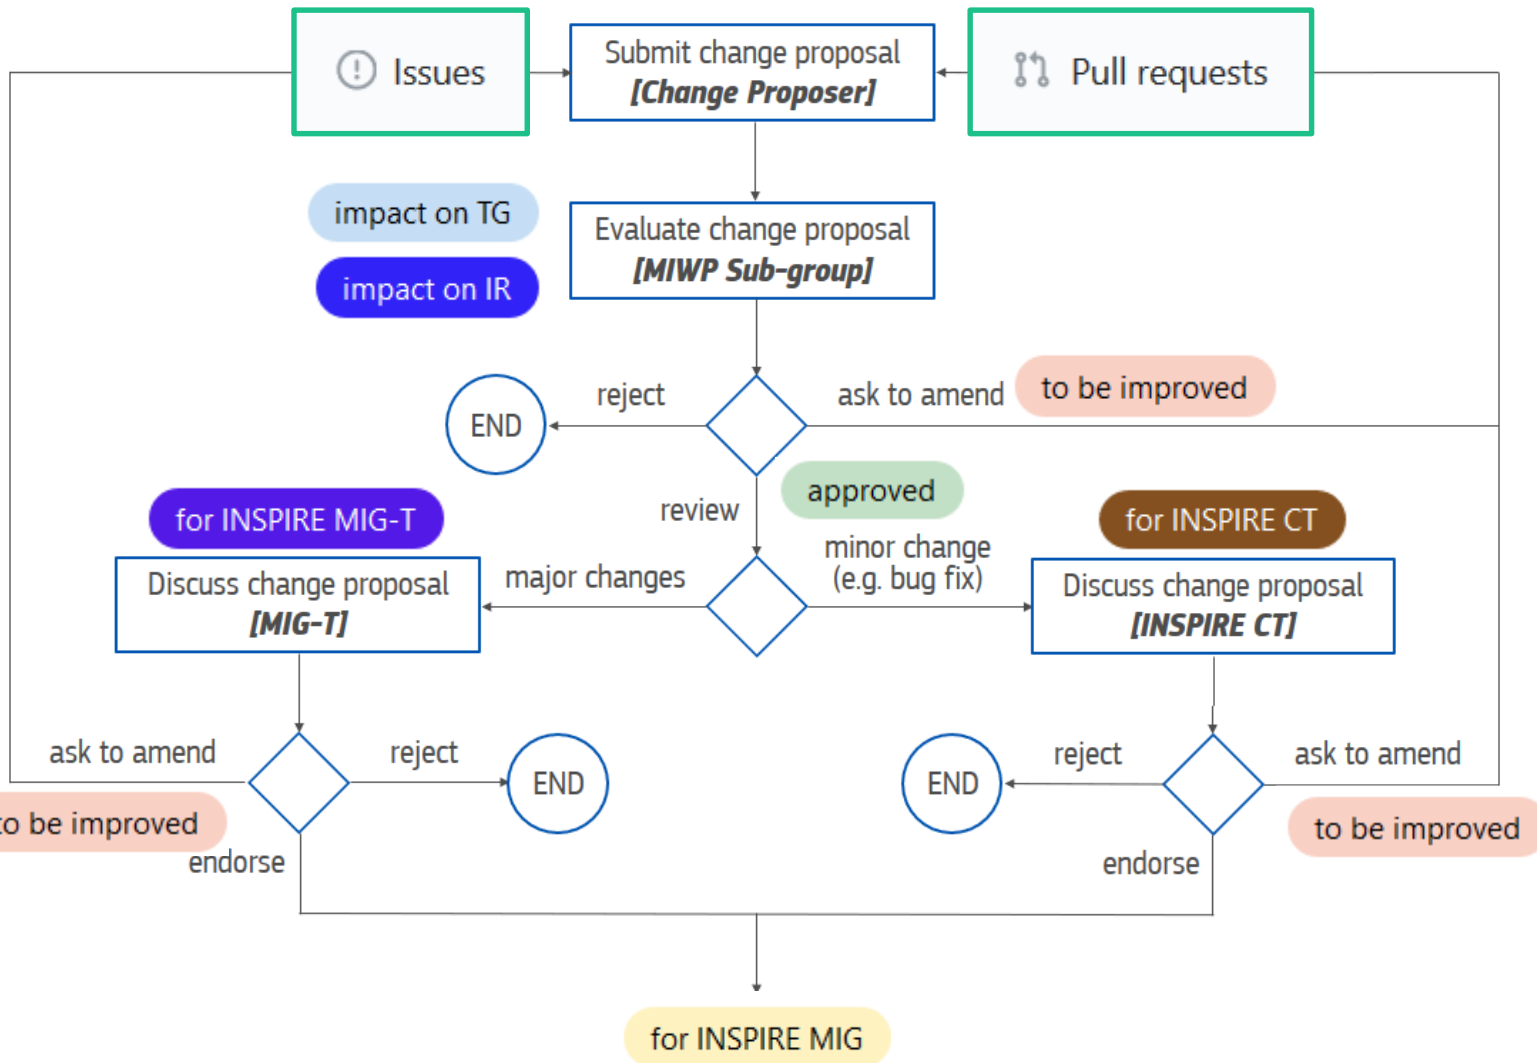 Issues
Submit change proposal
[Change Proposer]
Pull requests
impact on TG
Evaluate change proposal
[MIWP Sub-group]
impact on IR
reject
ask to amend
to be improved
END
review
approved
for INSPIRE MIG-T
for INSPIRE CT
major changes
minor change
(e.g. bug fix)
Discuss change proposal
[MIG-T]
Discuss change proposal
[INSPIRE CT]
ask to amend
reject
END
END
reject
ask to amend
to be improved
to be improved
endorse
endorse
for INSPIRE MIG